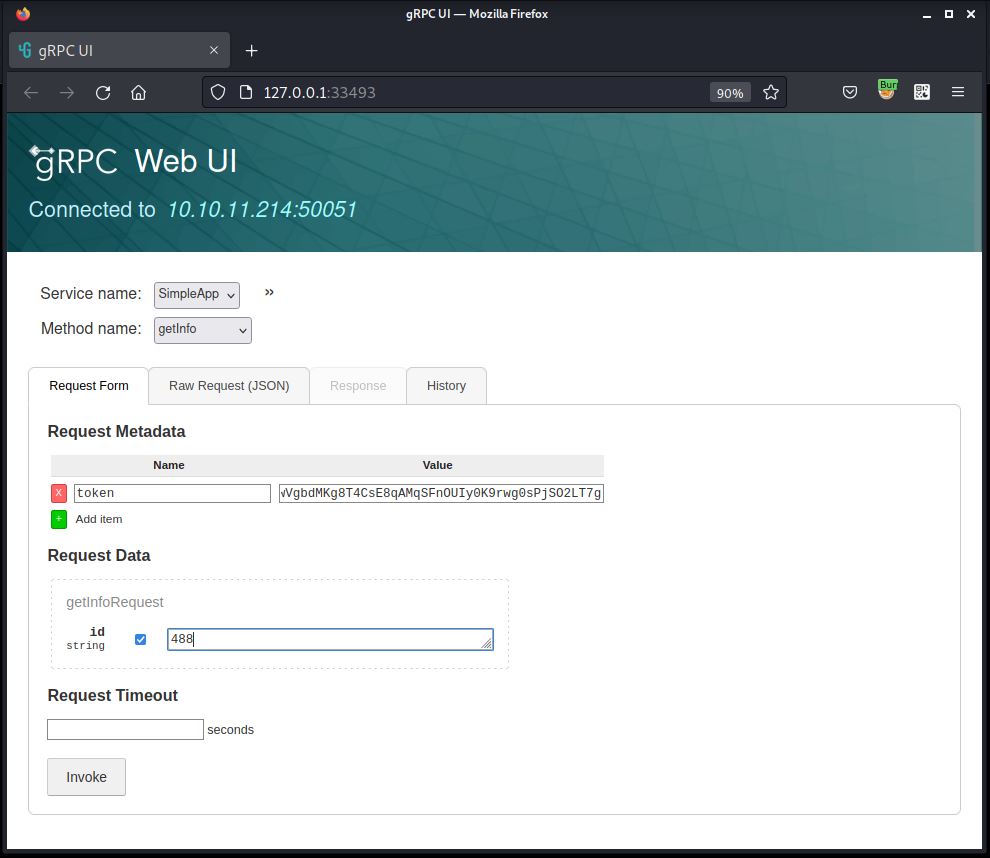 gRPC UI — Mozilla Firefox
gRPC UI
127.0.0.1:33493
90%
Bur
gRPC Web UI
Connected to 10.10.11.214:50051
Service name: SimpleApp »
Method name: getInfo
Request Form Raw Request (JSON) Response History
Request Metadata
Name Value
X token VgbdMKg8T4CsE8qAMqSFnOUIy0K9rwg0sPjSO2LT7g
+ Add item
Request Data
getInfoRequest
id 488
string
Request Timeout
seconds
Invoke